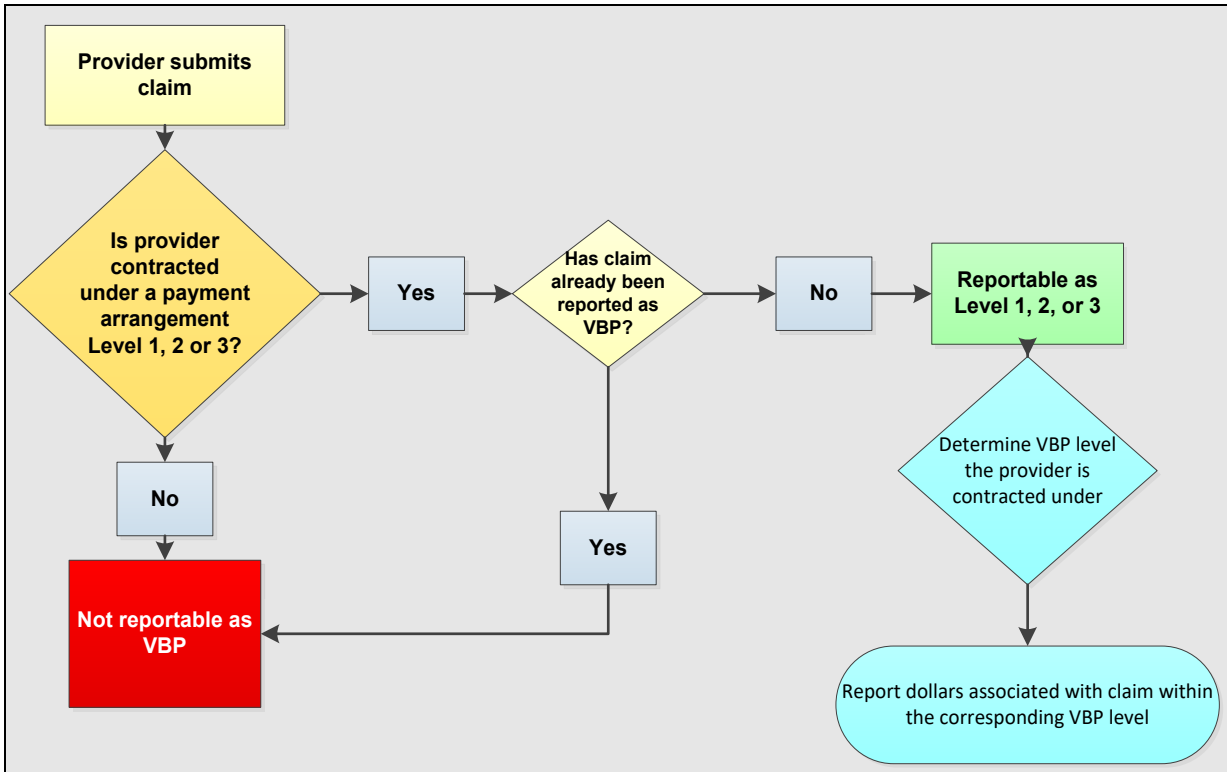 Provider submits
claim
Is provider
contracted
under a payment
arrangement
Level 1, 2 or 3?
Yes
Has claim
already been
reported as
VBP?
No
Reportable as
Level 1, 2, or 3
Determine VBP level
the provider is
contracted under
No
Yes
Not reportable as
VBP
Report dollars associated with claim within
the corresponding VBP level